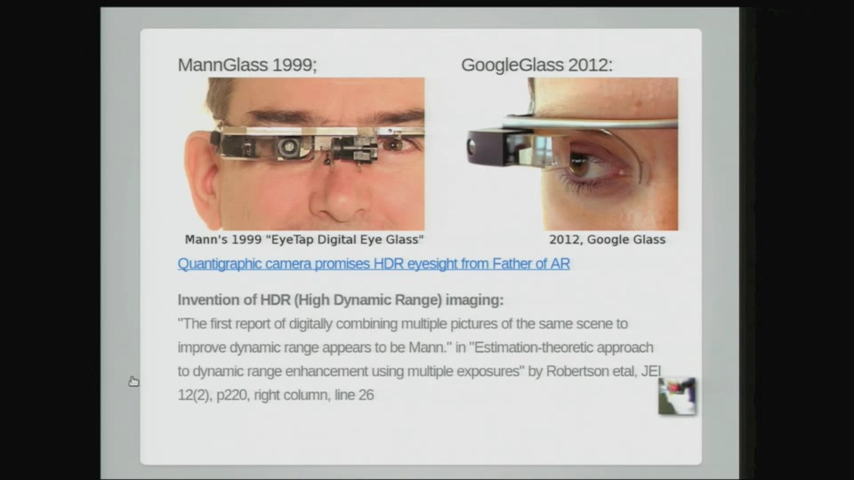 MannGlass 1999;
GoogleGlass 2012:
Mann's 1999 "EyeTap Digital Eye Glass"
2012, Google Glass
Quantigraphic camera promises HDR eyesight from Father of AR
Invention of HDR (High Dynamic Range) imaging:
"The first report of digitally combining multiple pictures of the same scene to
improve dynamic range appears to be Mann." in "Estimation-theoretic approach
to dynamic range enhancement using multiple exposures" by Robertson etal, JEI
12(2), p220, right column, line 26